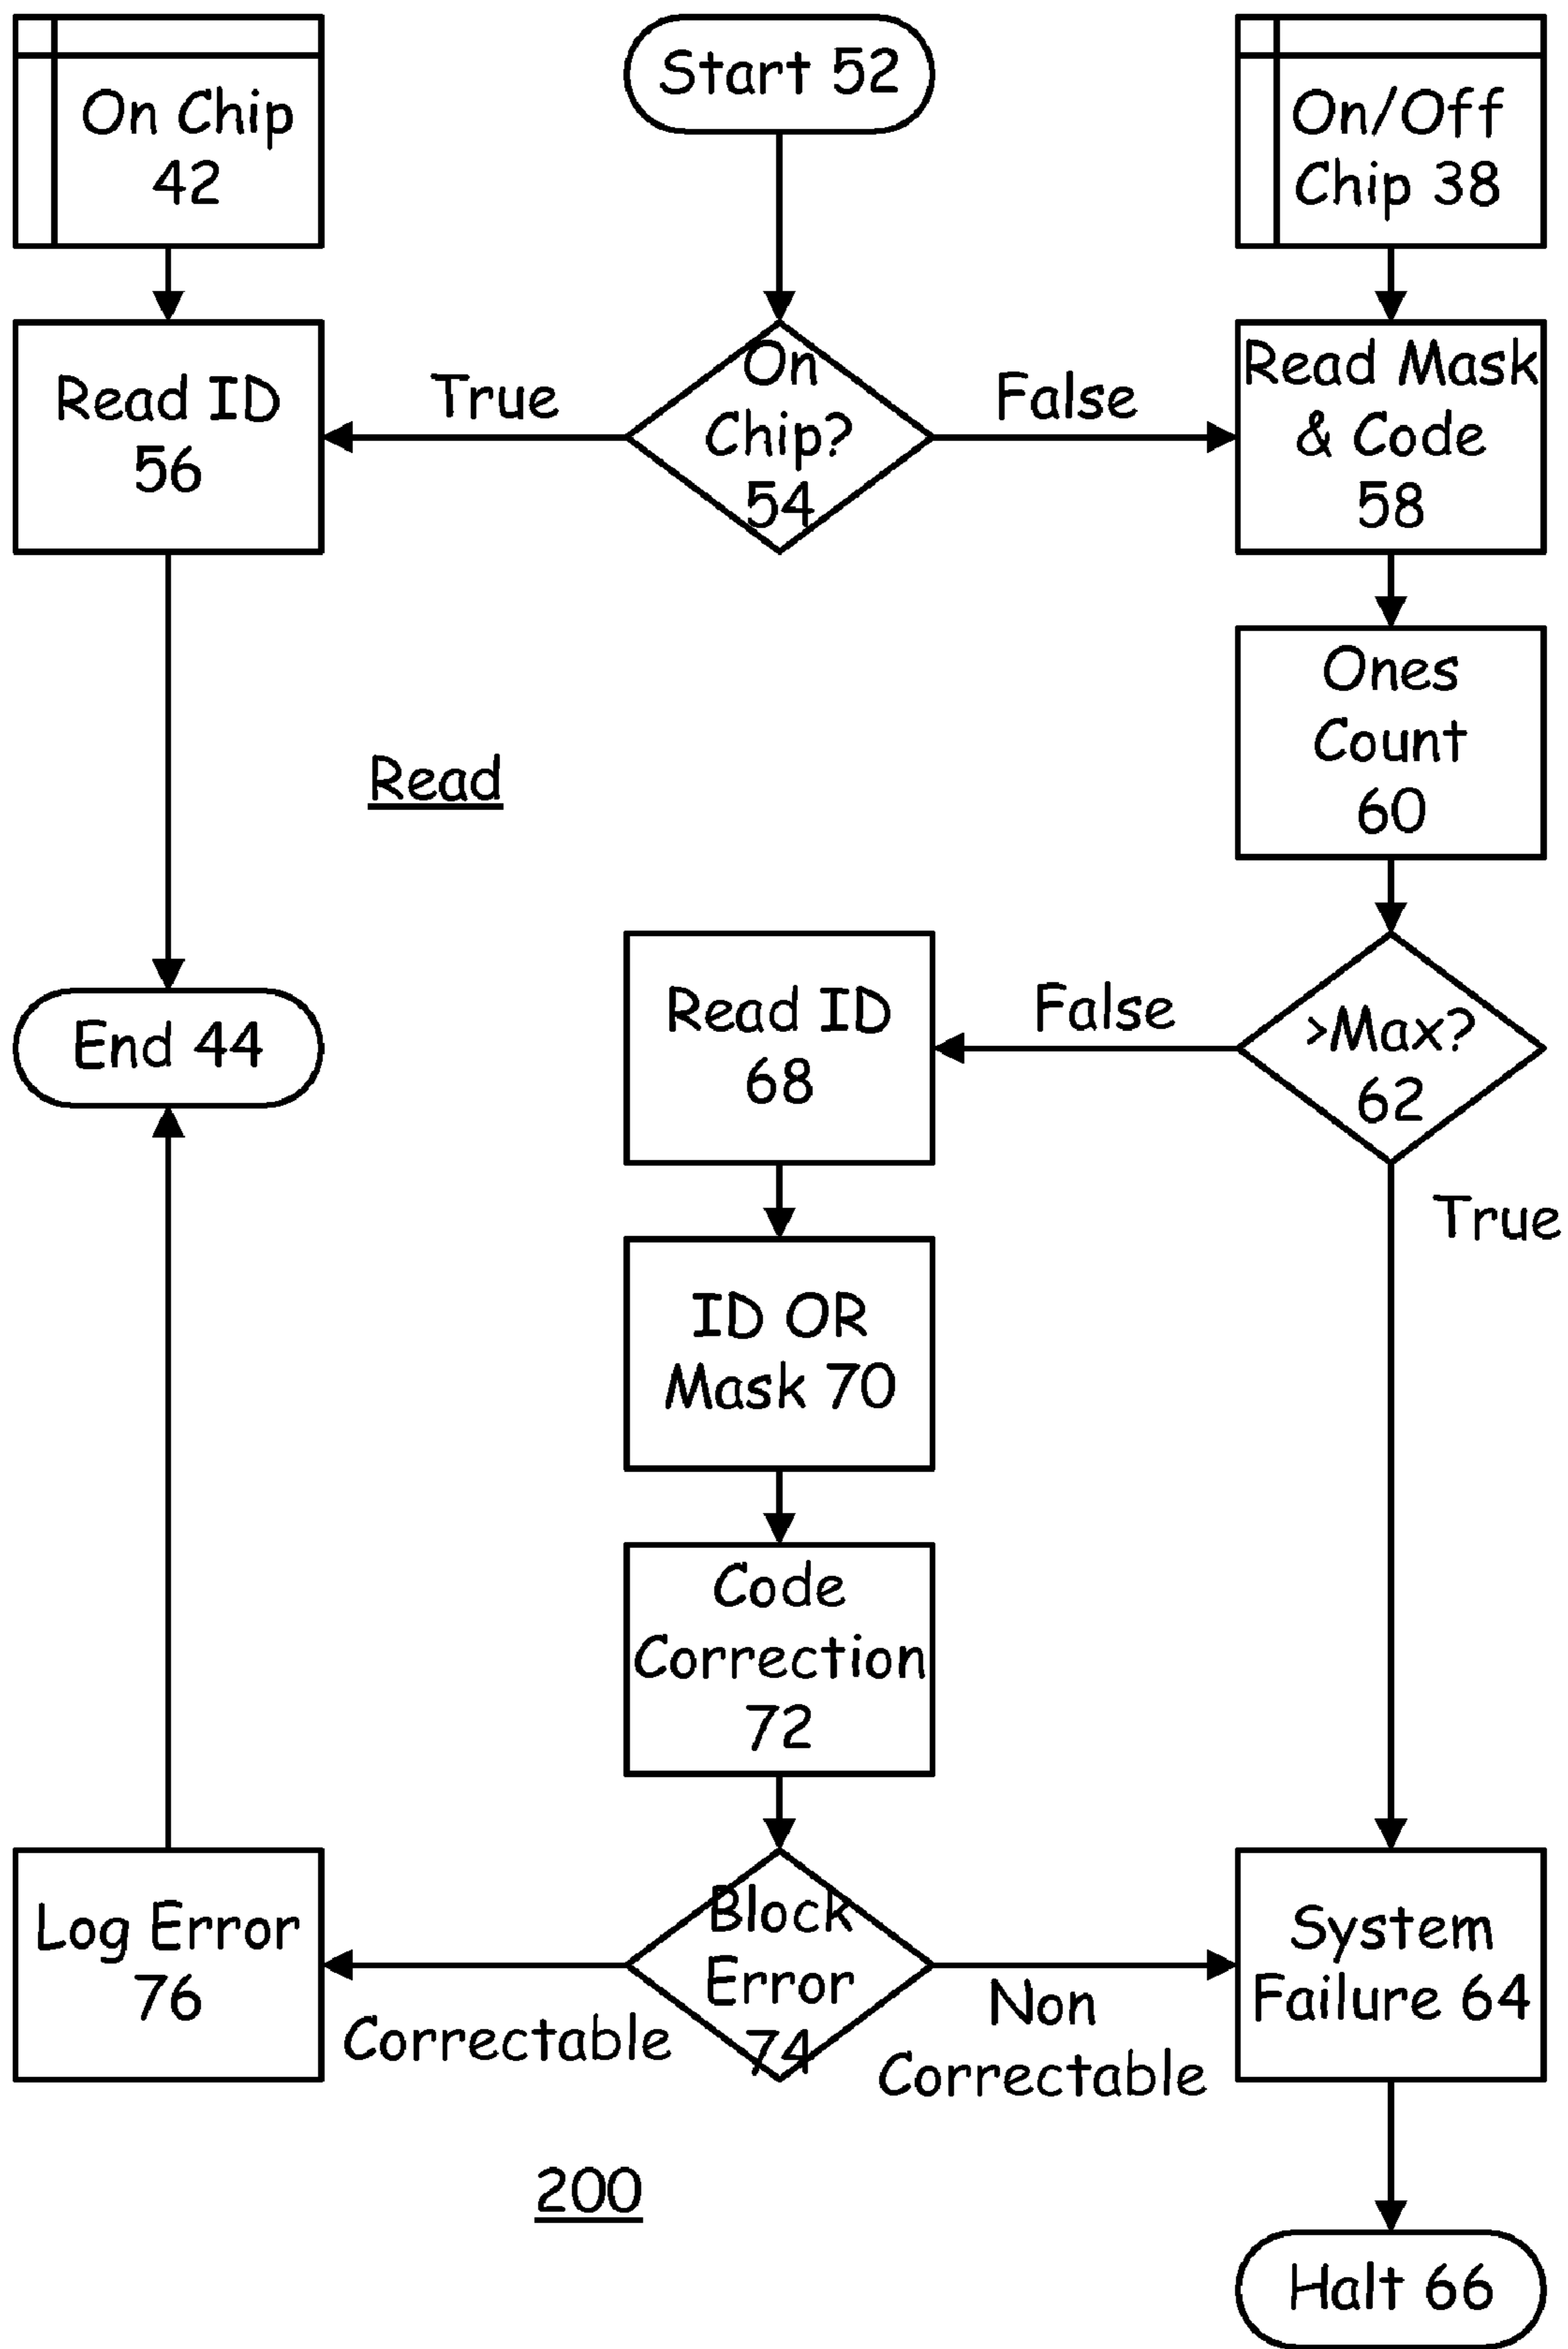 On Chip
42
Start 52
On/Off
Chip 38
Read ID
56
True
On
Chip?
54
False
Read Mask
& Code
58
Ones
Count
60
Read
End 44
Read ID
68
False
>Max?
62
True
ID OR
Mask 70
Code
Correction
72
Log Error
76
Correctable
Block
Error
74
Non
Correctable
System
Failure 64
200
Halt 66